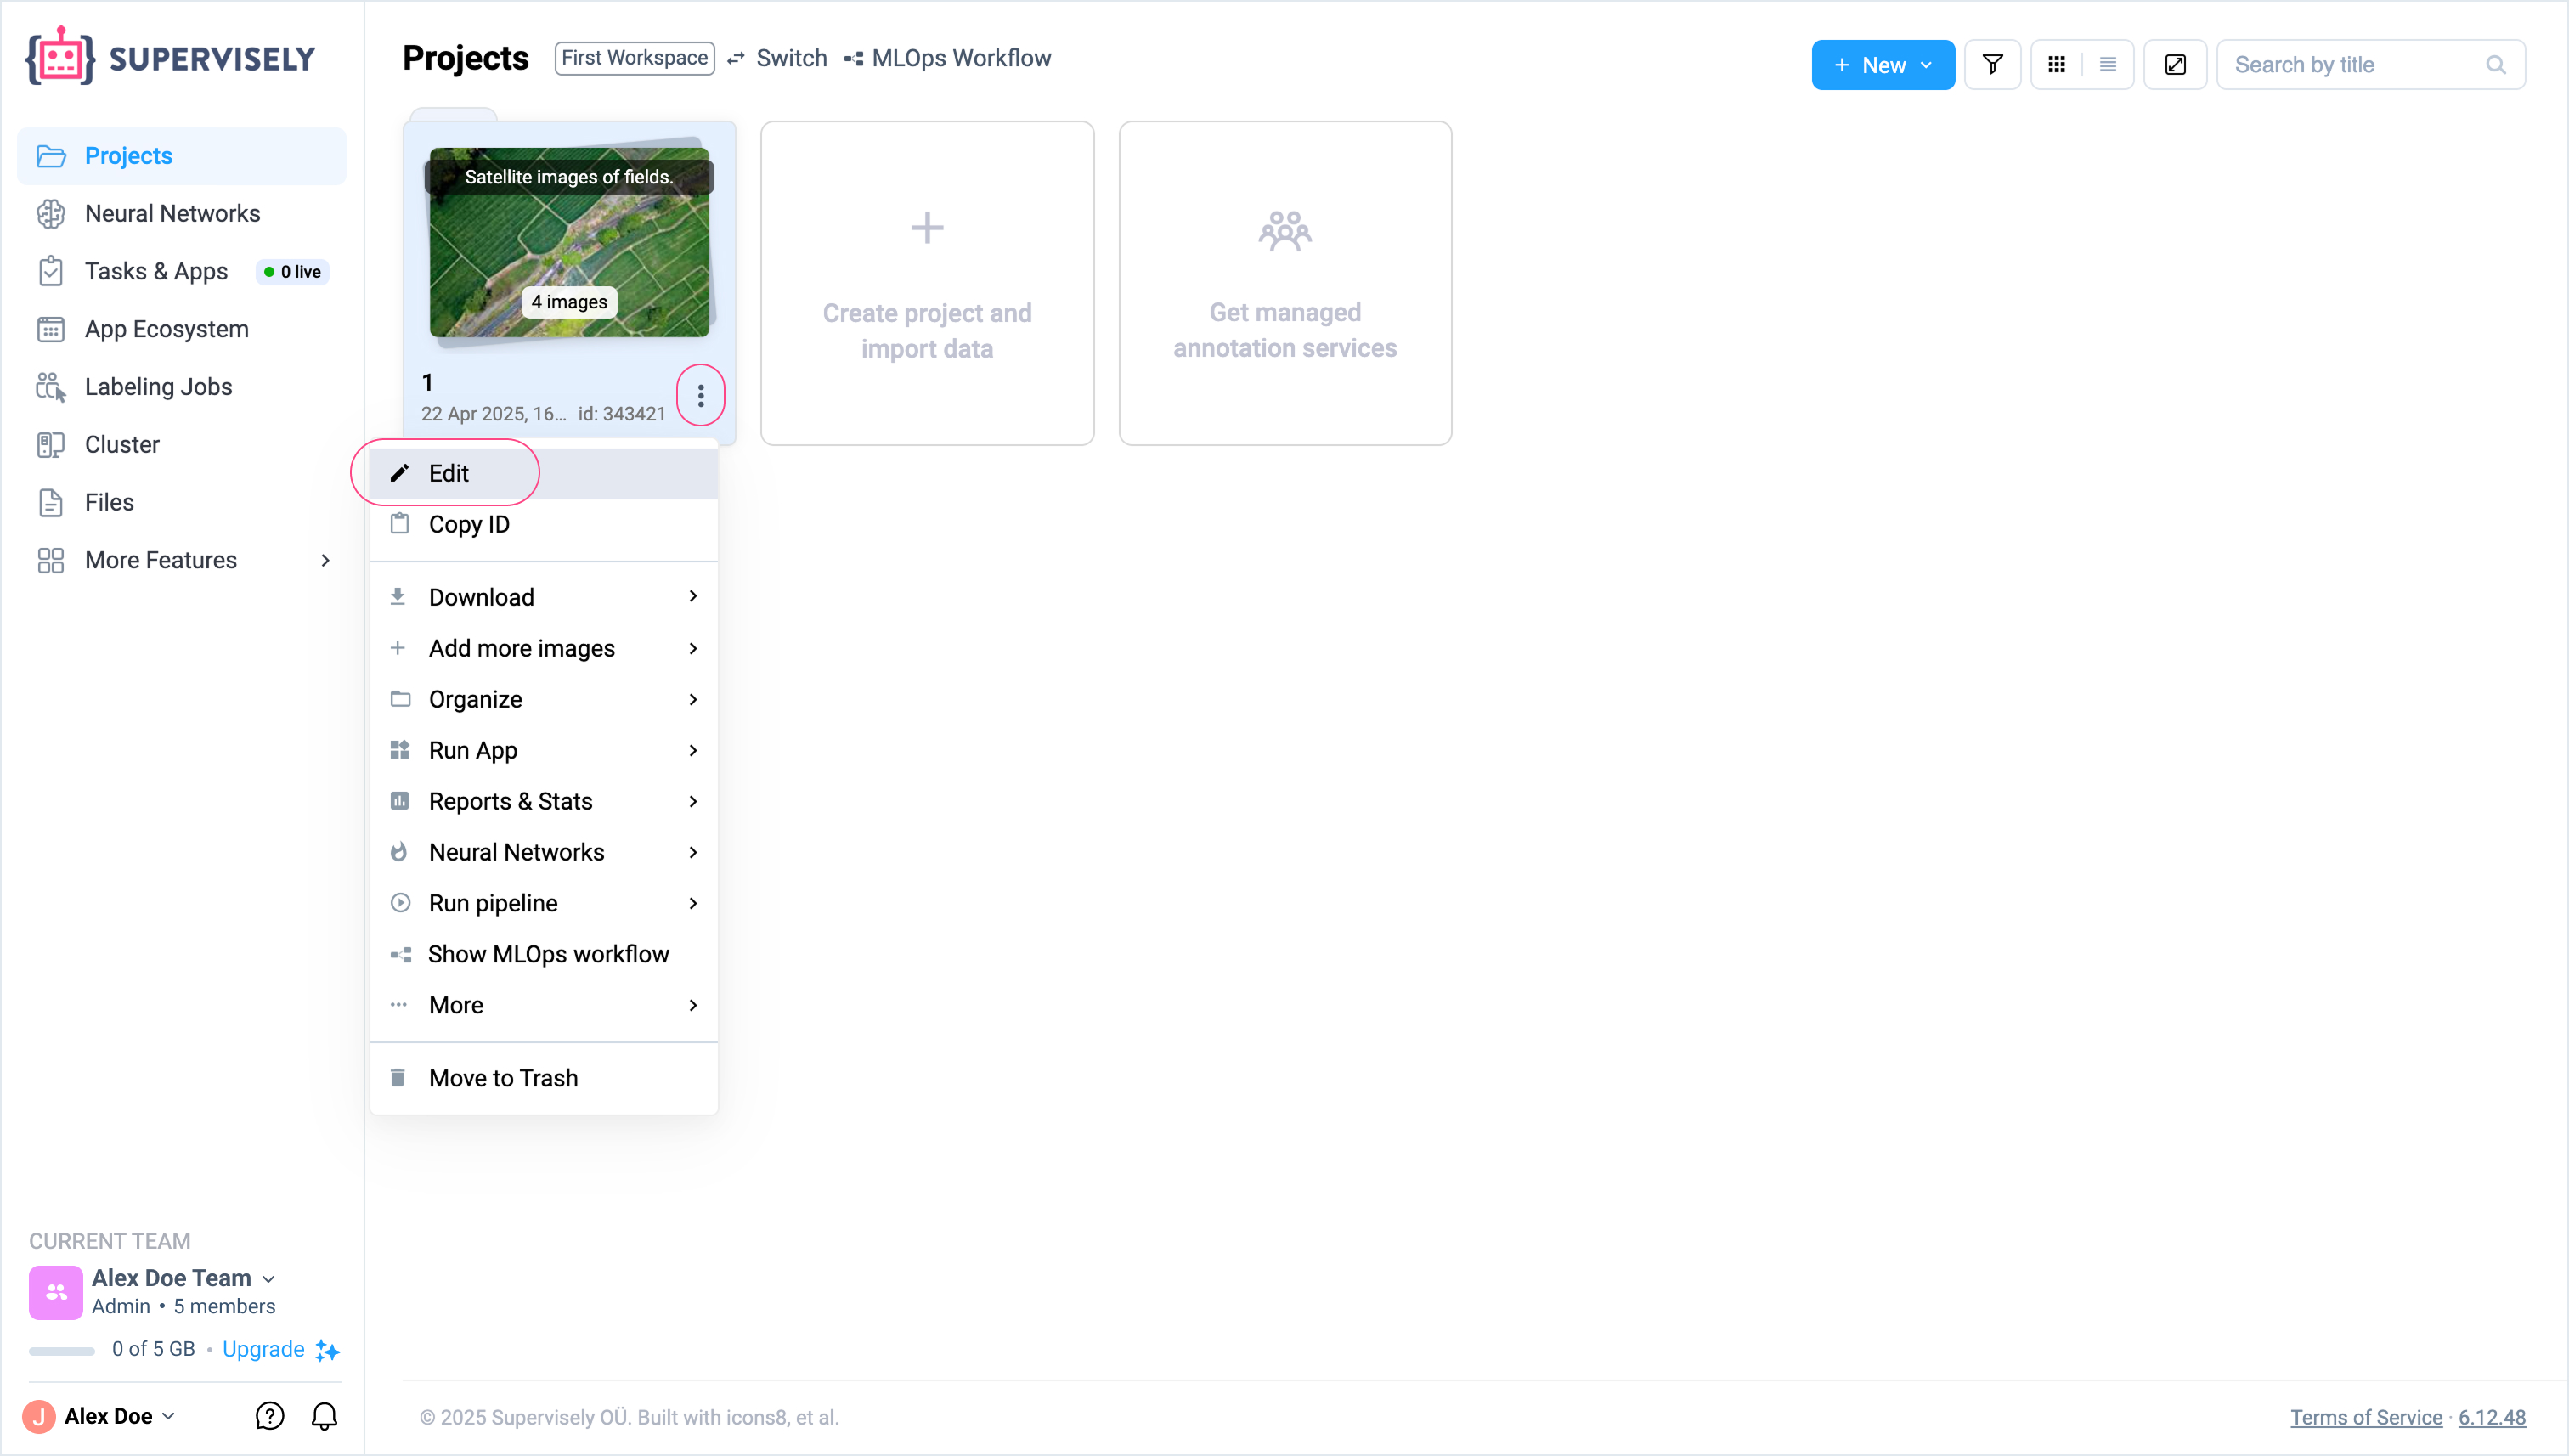 SUPERVISELY
Projects
Neural Networks
Tasks & Apps 0 live
App Ecosystem
Labeling Jobs
Cluster
Files
More Features
CURRENT TEAM
Alex Doe Team
Admin • 5 members
0 of 5 GB • Upgrade
J Alex Doe
Projects First Workspace Switch MLOps Workflow
+ New Search by title
Satellite images of fields.
4 images
1
22 Apr 2025, 16... id: 343421
Create project and
import data
Get managed
annotation services
Edit
Copy ID
Download
Add more images
Organize
Run App
Reports & Stats
Neural Networks
Run pipeline
Show MLOps workflow
More
Move to Trash
© 2025 Supervisely OÜ. Built with icons8, et al.
Terms of Service · 6.12.48